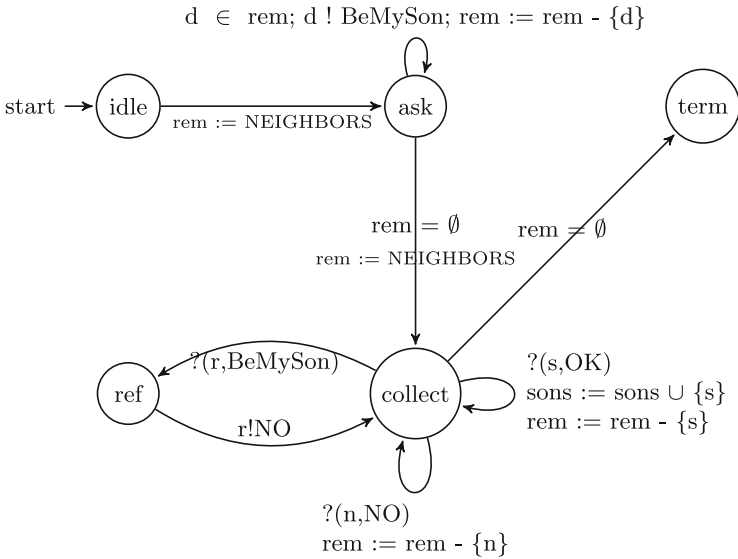 d ∈ rem; d ! BeMySon; rem := rem - {d}
start
idle
ask
term
rem := NEIGHBORS
rem = ∅
rem := NEIGHBORS
rem = ∅
?(r,BeMySon)
ref
collect
r!NO
?(s,OK)
sons := sons ∪ {s}
rem := rem - {s}
?(n,NO)
rem := rem - {n}